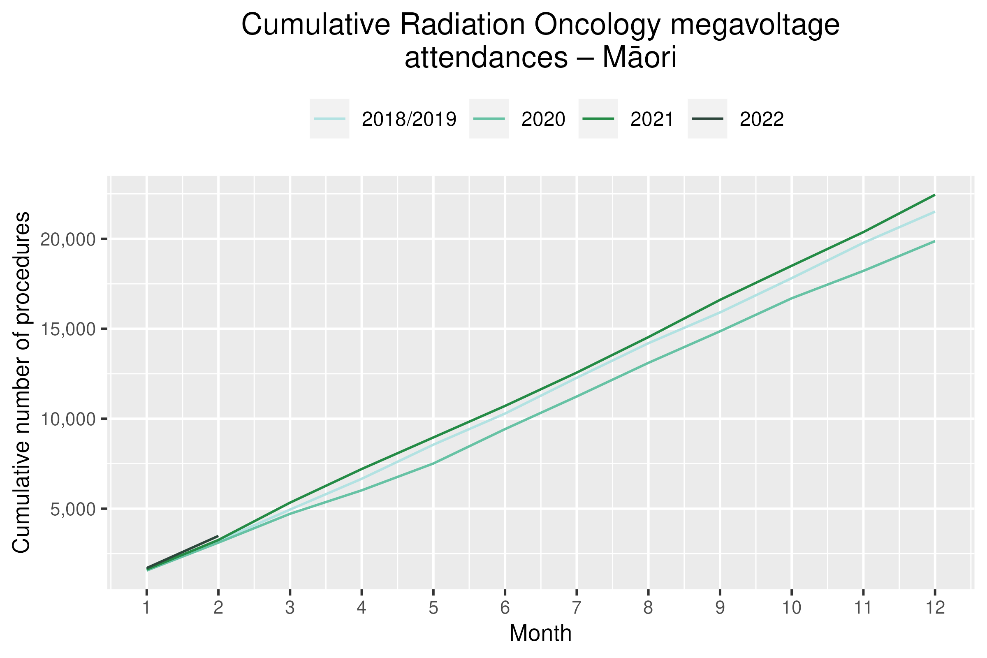 Cumulative Radiation Oncology megavoltage
attendances – Māori
2018/2019 2020 2021 2022
Cumulative number of procedures
20,000
15,000
10,000
5,000
1 2 3 4 5 6 7 8 9 10 11 12
Month